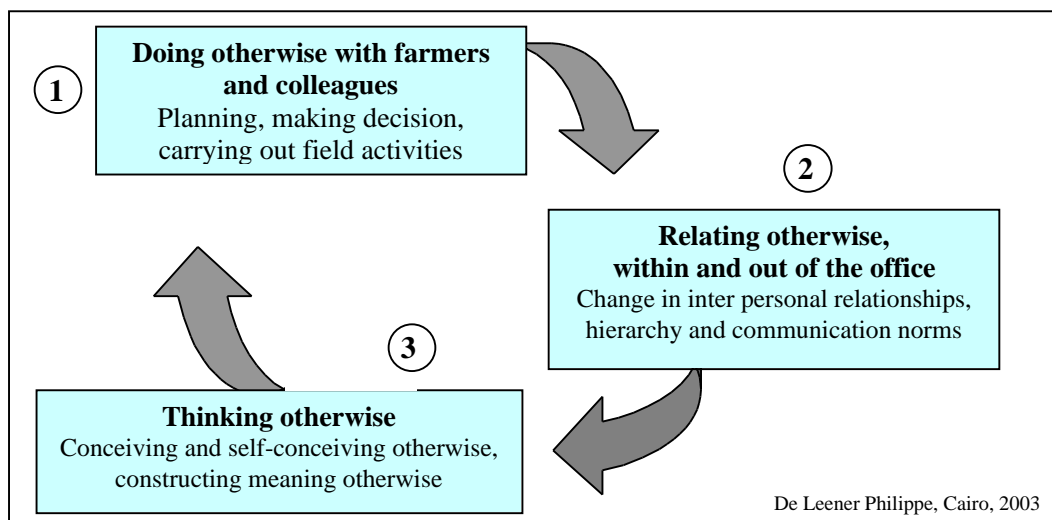 1
Doing otherwise with farmers
and colleagues
Planning, making decision,
carrying out field activities
2
Relating otherwise,
within and out of the office
Change in inter personal relationships,
hierarchy and communication norms
3
Thinking otherwise
Conceiving and self-conceiving otherwise,
constructing meaning otherwise
De Leener Philippe, Cairo, 2003